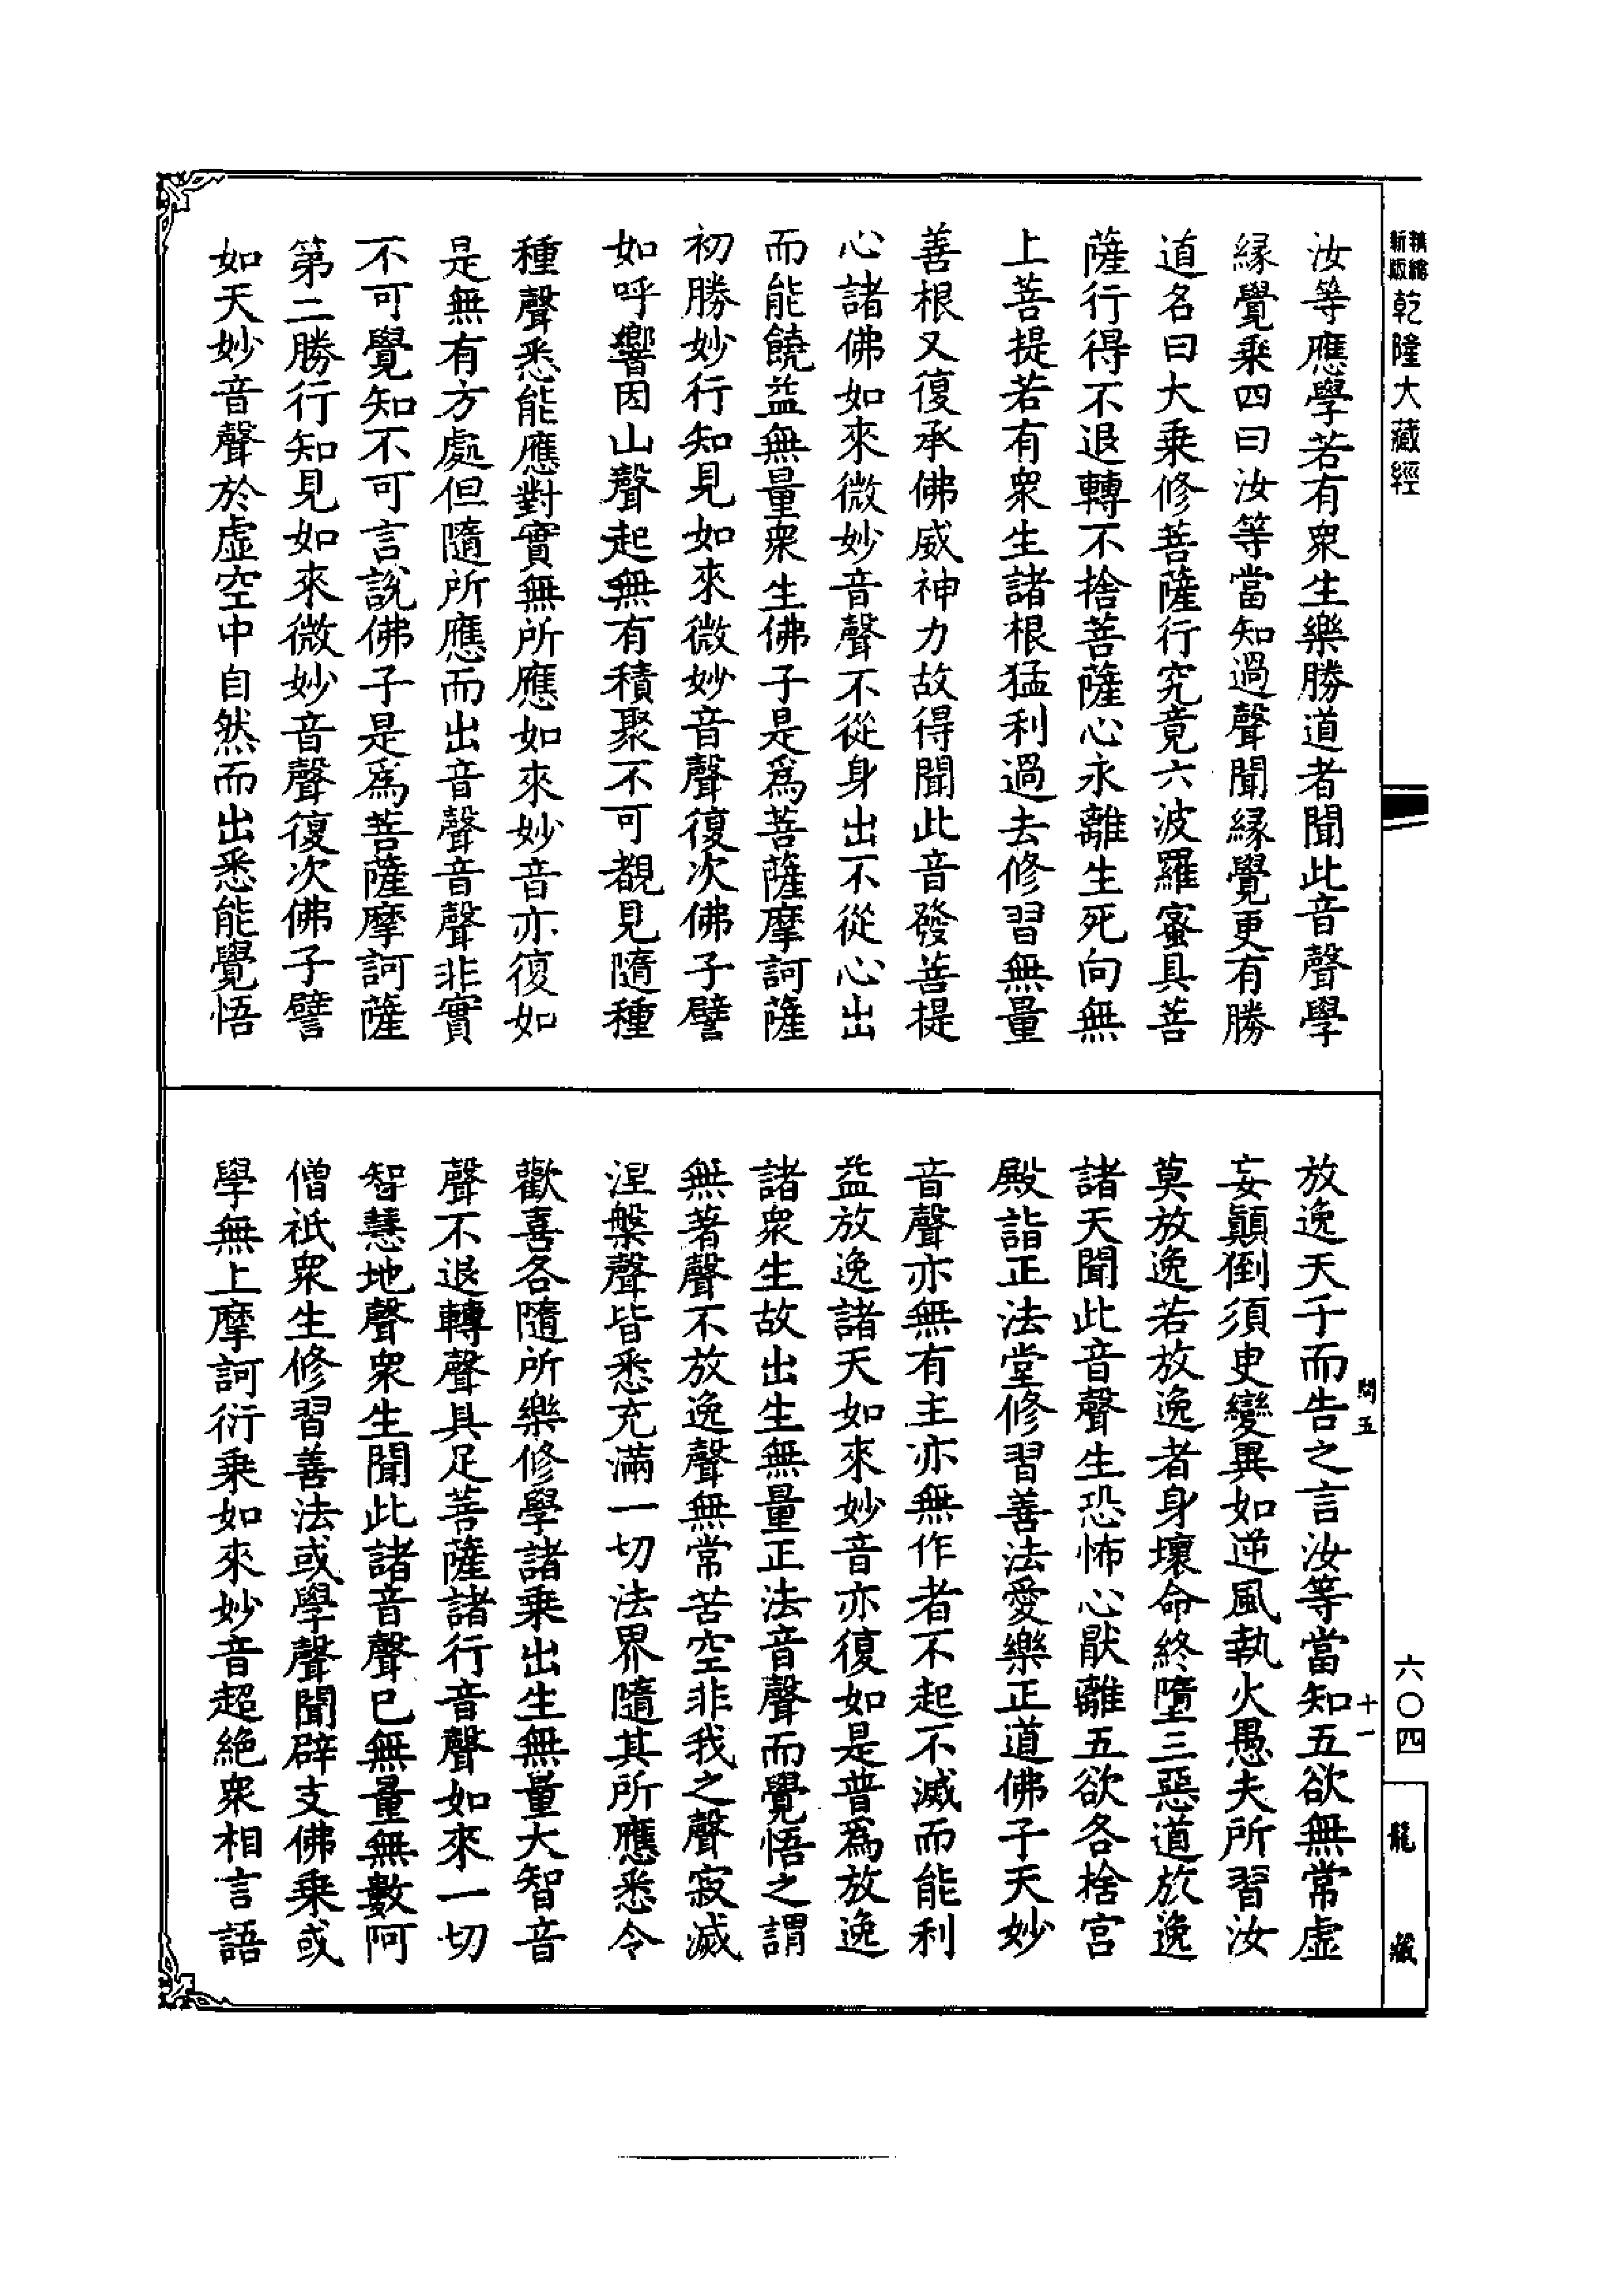 新版精縮乾隆大藏經
汝等應學若有衆生樂勝道者聞此音聲學
緣覺乗四曰汝等當知過聲聞緣覺更有勝
道名曰大乗修菩薩行究竟六波羅蜜具菩
薩行得不退轉不捨菩薩心永離生死向無
上菩提若有衆生諸根猛利過去修習無量
善根又復承佛威神力故得聞此音發菩提
心諸佛如來微妙音聲不從身出不從心出
而能饒益無量衆生佛子是爲菩薩摩訶薩
初勝妙行知見如來微妙音聲復次佛子譬
如呼響因山聲起無有積聚不可覩見隨種
種聲悉能應對實無所應如來妙音亦復如
是無有方處但隨所應而出音聲音聲非實
不可覺知不可言說佛子是爲菩薩摩訶薩
第二勝行知見如來微妙音聲復次佛子譬
如天妙音聲於虛空中自然而出悉能覺悟
放逸天子而告之言汝等當知五欲無常虛
妄顛倒須臾變異如逆風執火愚夫所習汝
莫放逸若放逸者身壞命終墮三惡道放逸
諸天聞此音聲生恐怖心猒離五欲各捨宫
殿詣正法堂修習善法愛樂正道佛子天妙
音聲亦無有主亦無作者不起不滅而能利
益放逸諸天如來妙音亦復如是普爲放逸
諸衆生故出生無量正法音聲而覺悟之謂
無著聲不放逸聲無常苦空非我之聲寂滅
涅槃聲皆悉充滿一切法界隨其所應悉令
歡喜各隨所樂修學諸乗出生無量大智音
聲不退轉聲具足菩薩諸行音聲如來一切
智慧地聲衆生聞此諸音聲已無量無數阿
僧祇衆生修習善法或學聲聞辟支佛乗或
學無上摩訶衍乗如來妙音超絶衆相言語
問五
十一
六〇四
龍藏